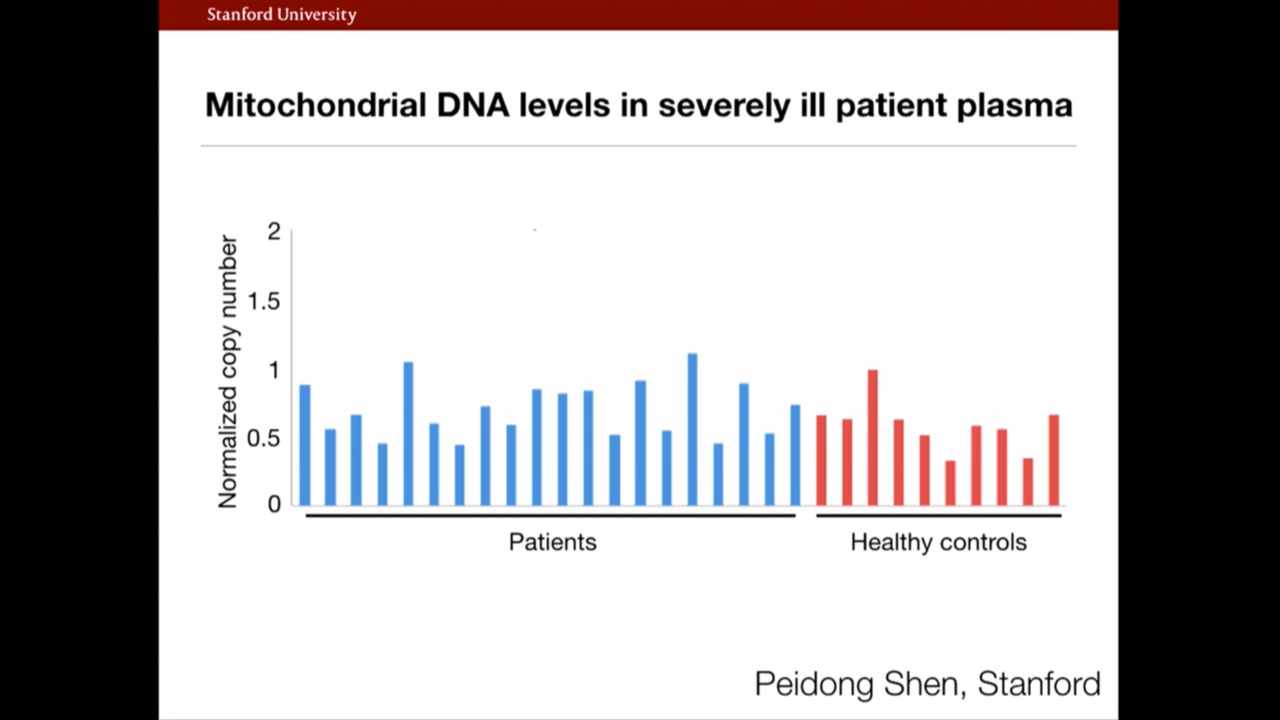 Stanford University
Mitochondrial DNA levels in severely ill patient plasma
Normalized copy number
2
1.5
1
0.5
0
Patients
Healthy controls
Peidong Shen, Stanford